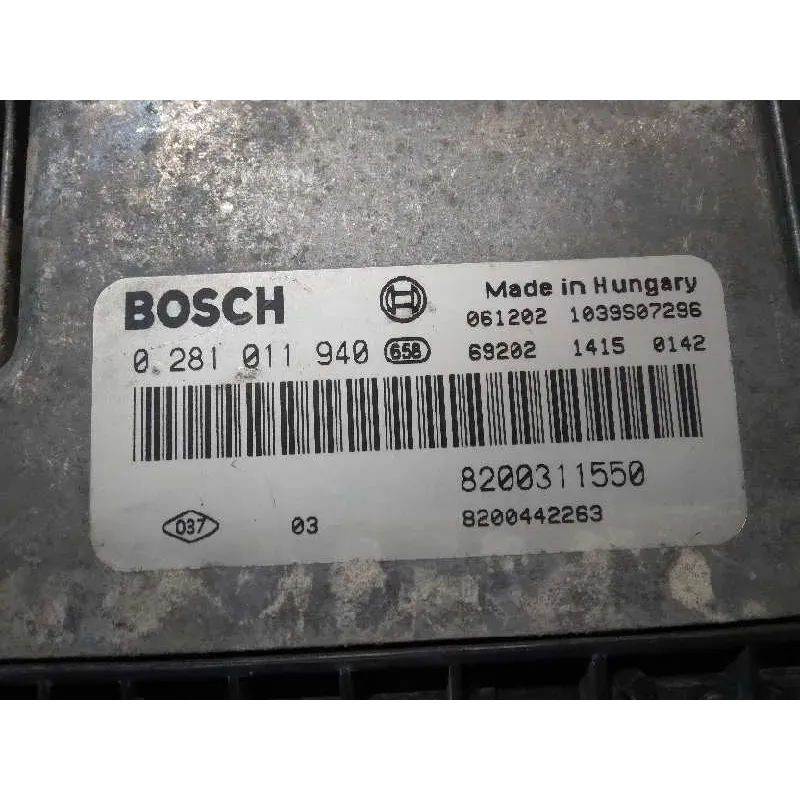 BOSCH
Made in Hungary
061202 1039S07296
0 281 011 940 658 69202 1415 0142
8200311550
037 03 8200442263